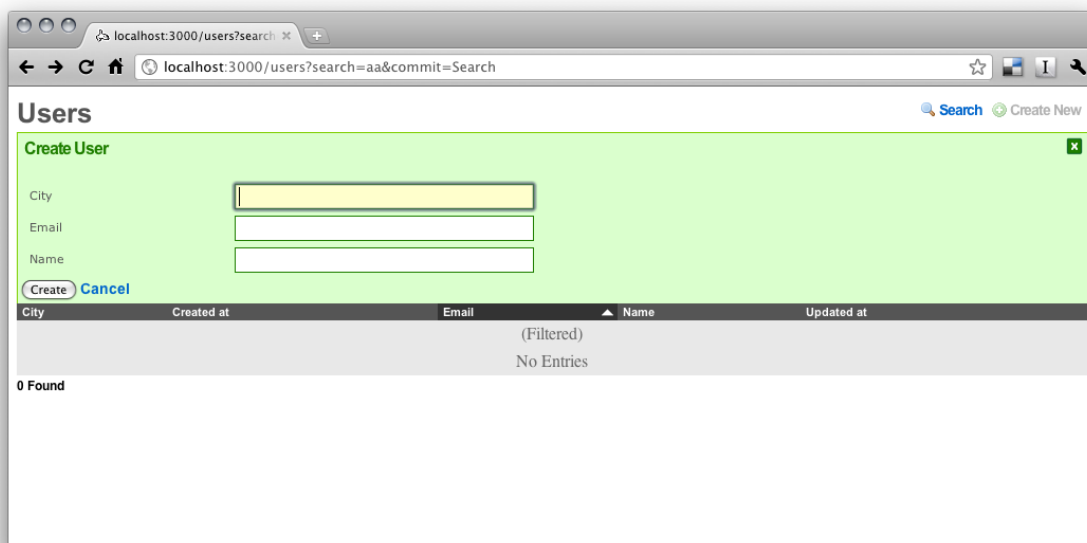 localhost:3000/users?search
localhost:3000/users?search=aa&commit=Search
Users
Search
Create New
Create User
City
Email
Name
Create Cancel
City Created at Email Name Updated at
(Filtered)
No Entries
0 Found